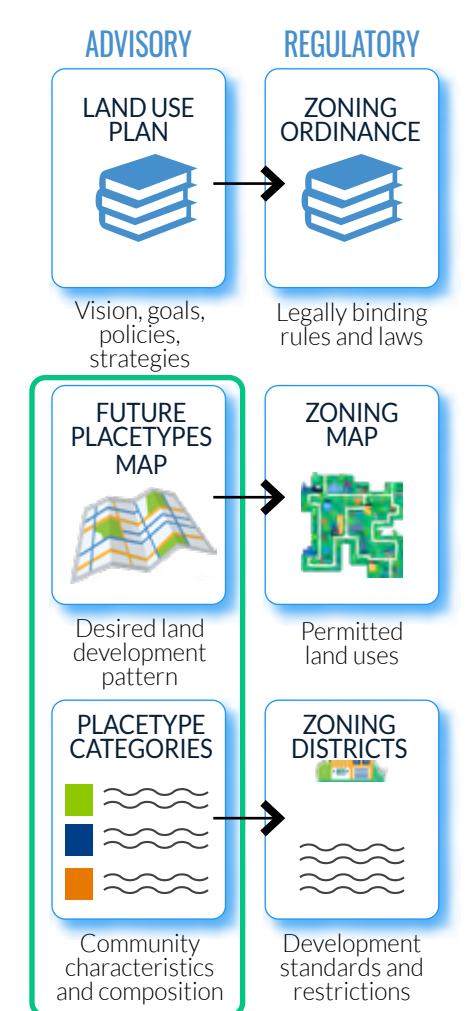 ADVISORY
REGULATORY
LAND USE
PLAN
ZONING
ORDINANCE
Vision, goals,
policies,
strategies
Legally binding
rules and laws
FUTURE
PLACETYPES
MAP
ZONING
MAP
Desired land
development
pattern
Permitted
land uses
PLACETYPE
CATEGORIES
ZONING
DISTRICTS
Community
characteristics
and composition
Development
standards and
restrictions